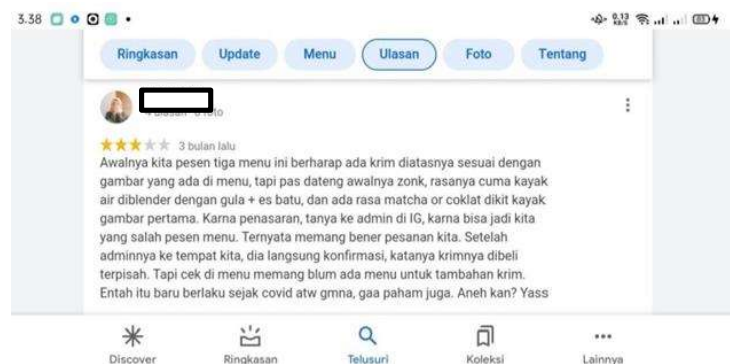 3.38
0.13 KB/S
Ringkasan Update Menu Ulasan Foto Tentang
3 bulan lalu
Awalnya kita pesen tiga menu ini berharap ada krim diatasnya sesuai dengan
gambar yang ada di menu, tapi pas dateng awalnya zonk, rasanya cuma kayak
air diblender dengan gula + es batu, dan ada rasa matcha or coklat dikit kayak
gambar pertama. Karna penasaran, tanya ke admin di IG, karna bisa jadi kita
yang salah pesen menu. Ternyata memang bener pesanan kita. Setelah
adminnya ke tempat kita, dia langsung konfirmasi, katanya krimnya dibeli
terpisah. Tapi cek di menu memang blum ada menu untuk tambahan krim.
Entah itu baru berlaku sejak covid atw gmna, gaa paham juga. Aneh kan? Yass
Discover Ringkasan Telusuri Koleksi Lainnya